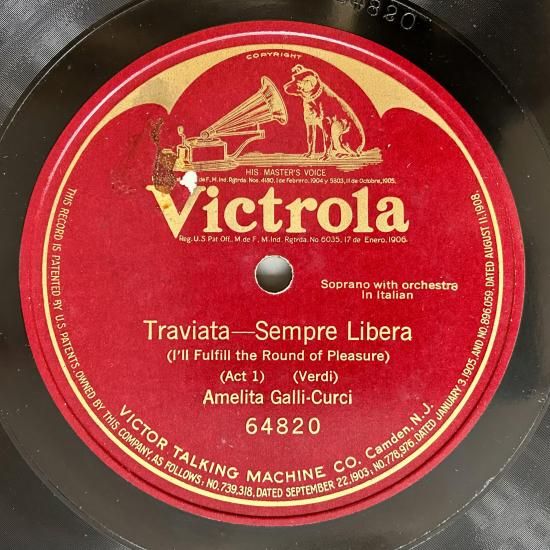 64820
COPYRIGHT
HIS MASTER'S VOICE
de F., M. Ind. Rgtrda. Nos. 4190, 1 de Febrero, 1904 y 5803, 11 de Octubre, 1905.
Victrola
Reg. U.S. Pat. Off., M. de F., M. Ind. Rgtrda. No. 6035, 17 de Enero, 1906.
Soprano with orchestra
In Italian
Traviata—Sempre Libera
(I'll Fulfill the Round of Pleasure)
(Act 1) (Verdi)
Amelita Galli-Curci
64820
VICTOR TALKING MACHINE CO. Camden, N.J.
THIS RECORD IS PATENTED BY U.S. PATENTS, OWNED BY THIS COMPANY, AS FOLLOWS: NO. 739,318, DATED SEPTEMBER 22, 1903; NO. 778,976, DATED JANUARY 3, 1905, AND NO. 896,059, DATED AUGUST 11, 1908.